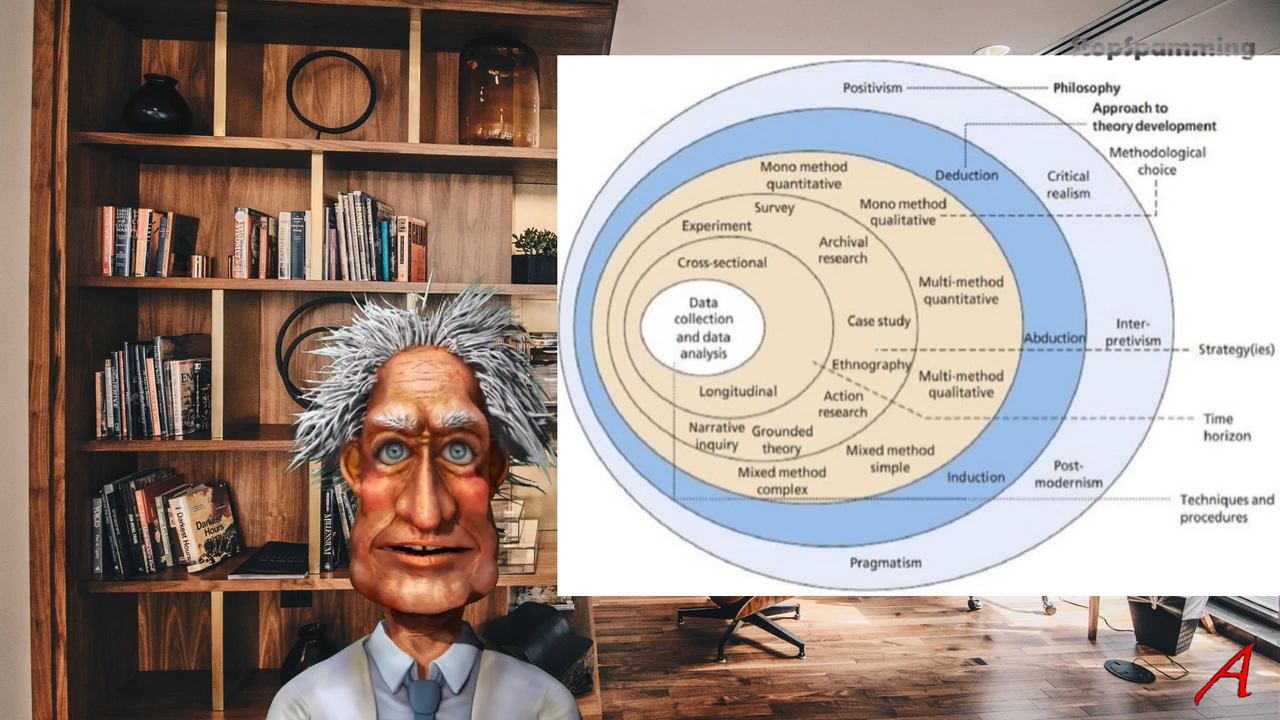 stopspamming
Positivism
Philosophy
Approach to
theory development
Methodological
choice
Mono method
quantitative
Deduction
Critical
realism
Survey
Mono method
qualitative
Experiment
Archival
research
Cross-sectional
Multi-method
quantitative
Data
collection
and data
analysis
Case study
Abduction
Inter-
pretivism
Strategy(ies)
Ethnography
Multi-method
qualitative
Longitudinal
Action
research
Time
horizon
Narrative
inquiry
Grounded
theory
Mixed method
simple
Mixed method
complex
Induction
Post-
modernism
Techniques and
procedures
Pragmatism
Darkest
Hours
A